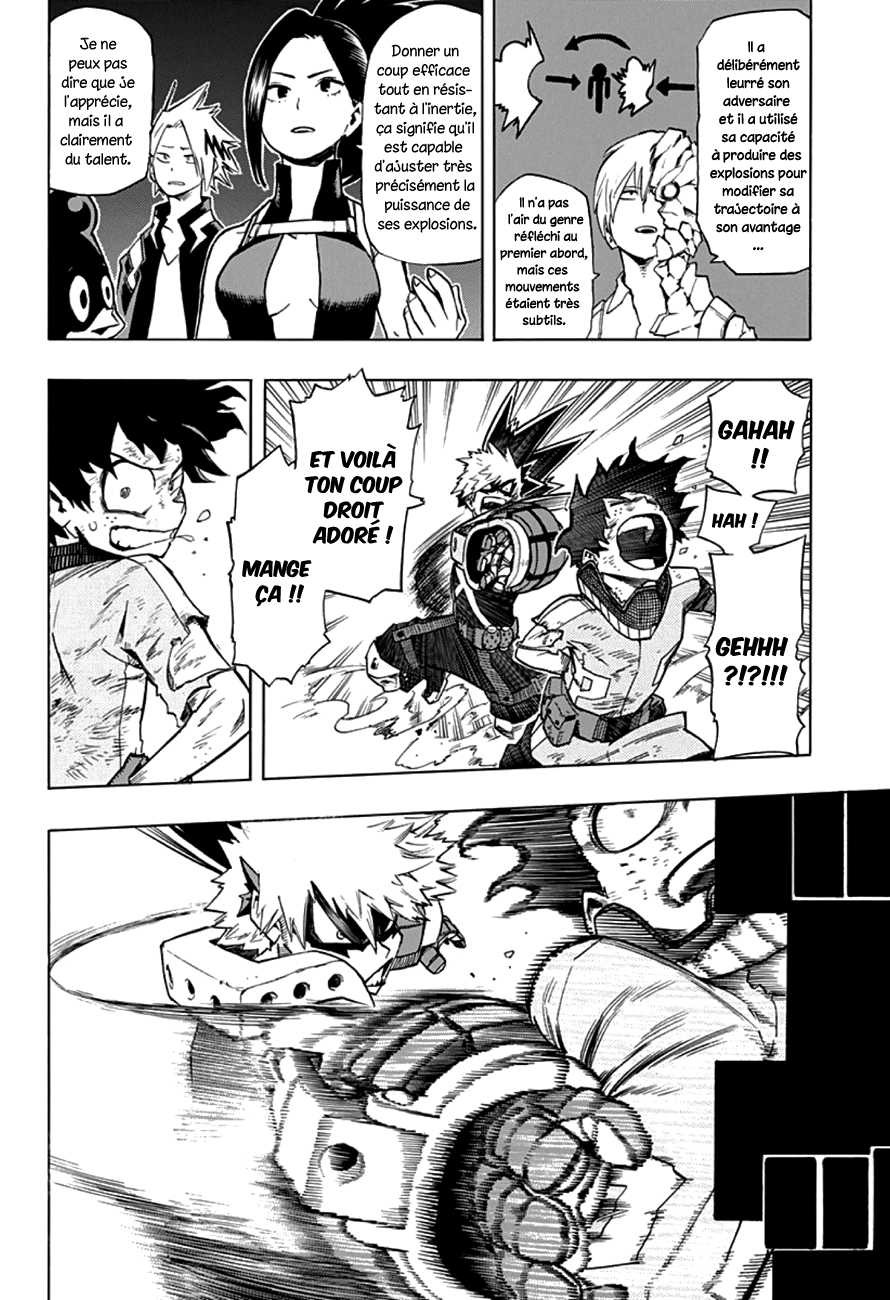 Il a
délibérément
leurré son
adversaire
et il a utilisé
sa capacité
à produire des
explosions pour
modifier sa
trajectoire à
son avantage
...
Il n'a pas
l'air du genre
réfléchi au
premier abord,
mais ces
mouvements
étaient très
subtils.
Donner un
coup efficace
tout en résis-
tant à l'inertie,
ça signifie qu'il
est capable
d'ajuster très
précisément la
puissance de
ses explosions.
Je ne
peux pas
dire que je
l'apprécie,
mais il a
clairement
du talent.
GAHAH
!!
HAH !
GEHHH
?!?!!!
ET VOILÀ
TON COUP
DROIT
ADORÉ !
MANGE
ÇA !!